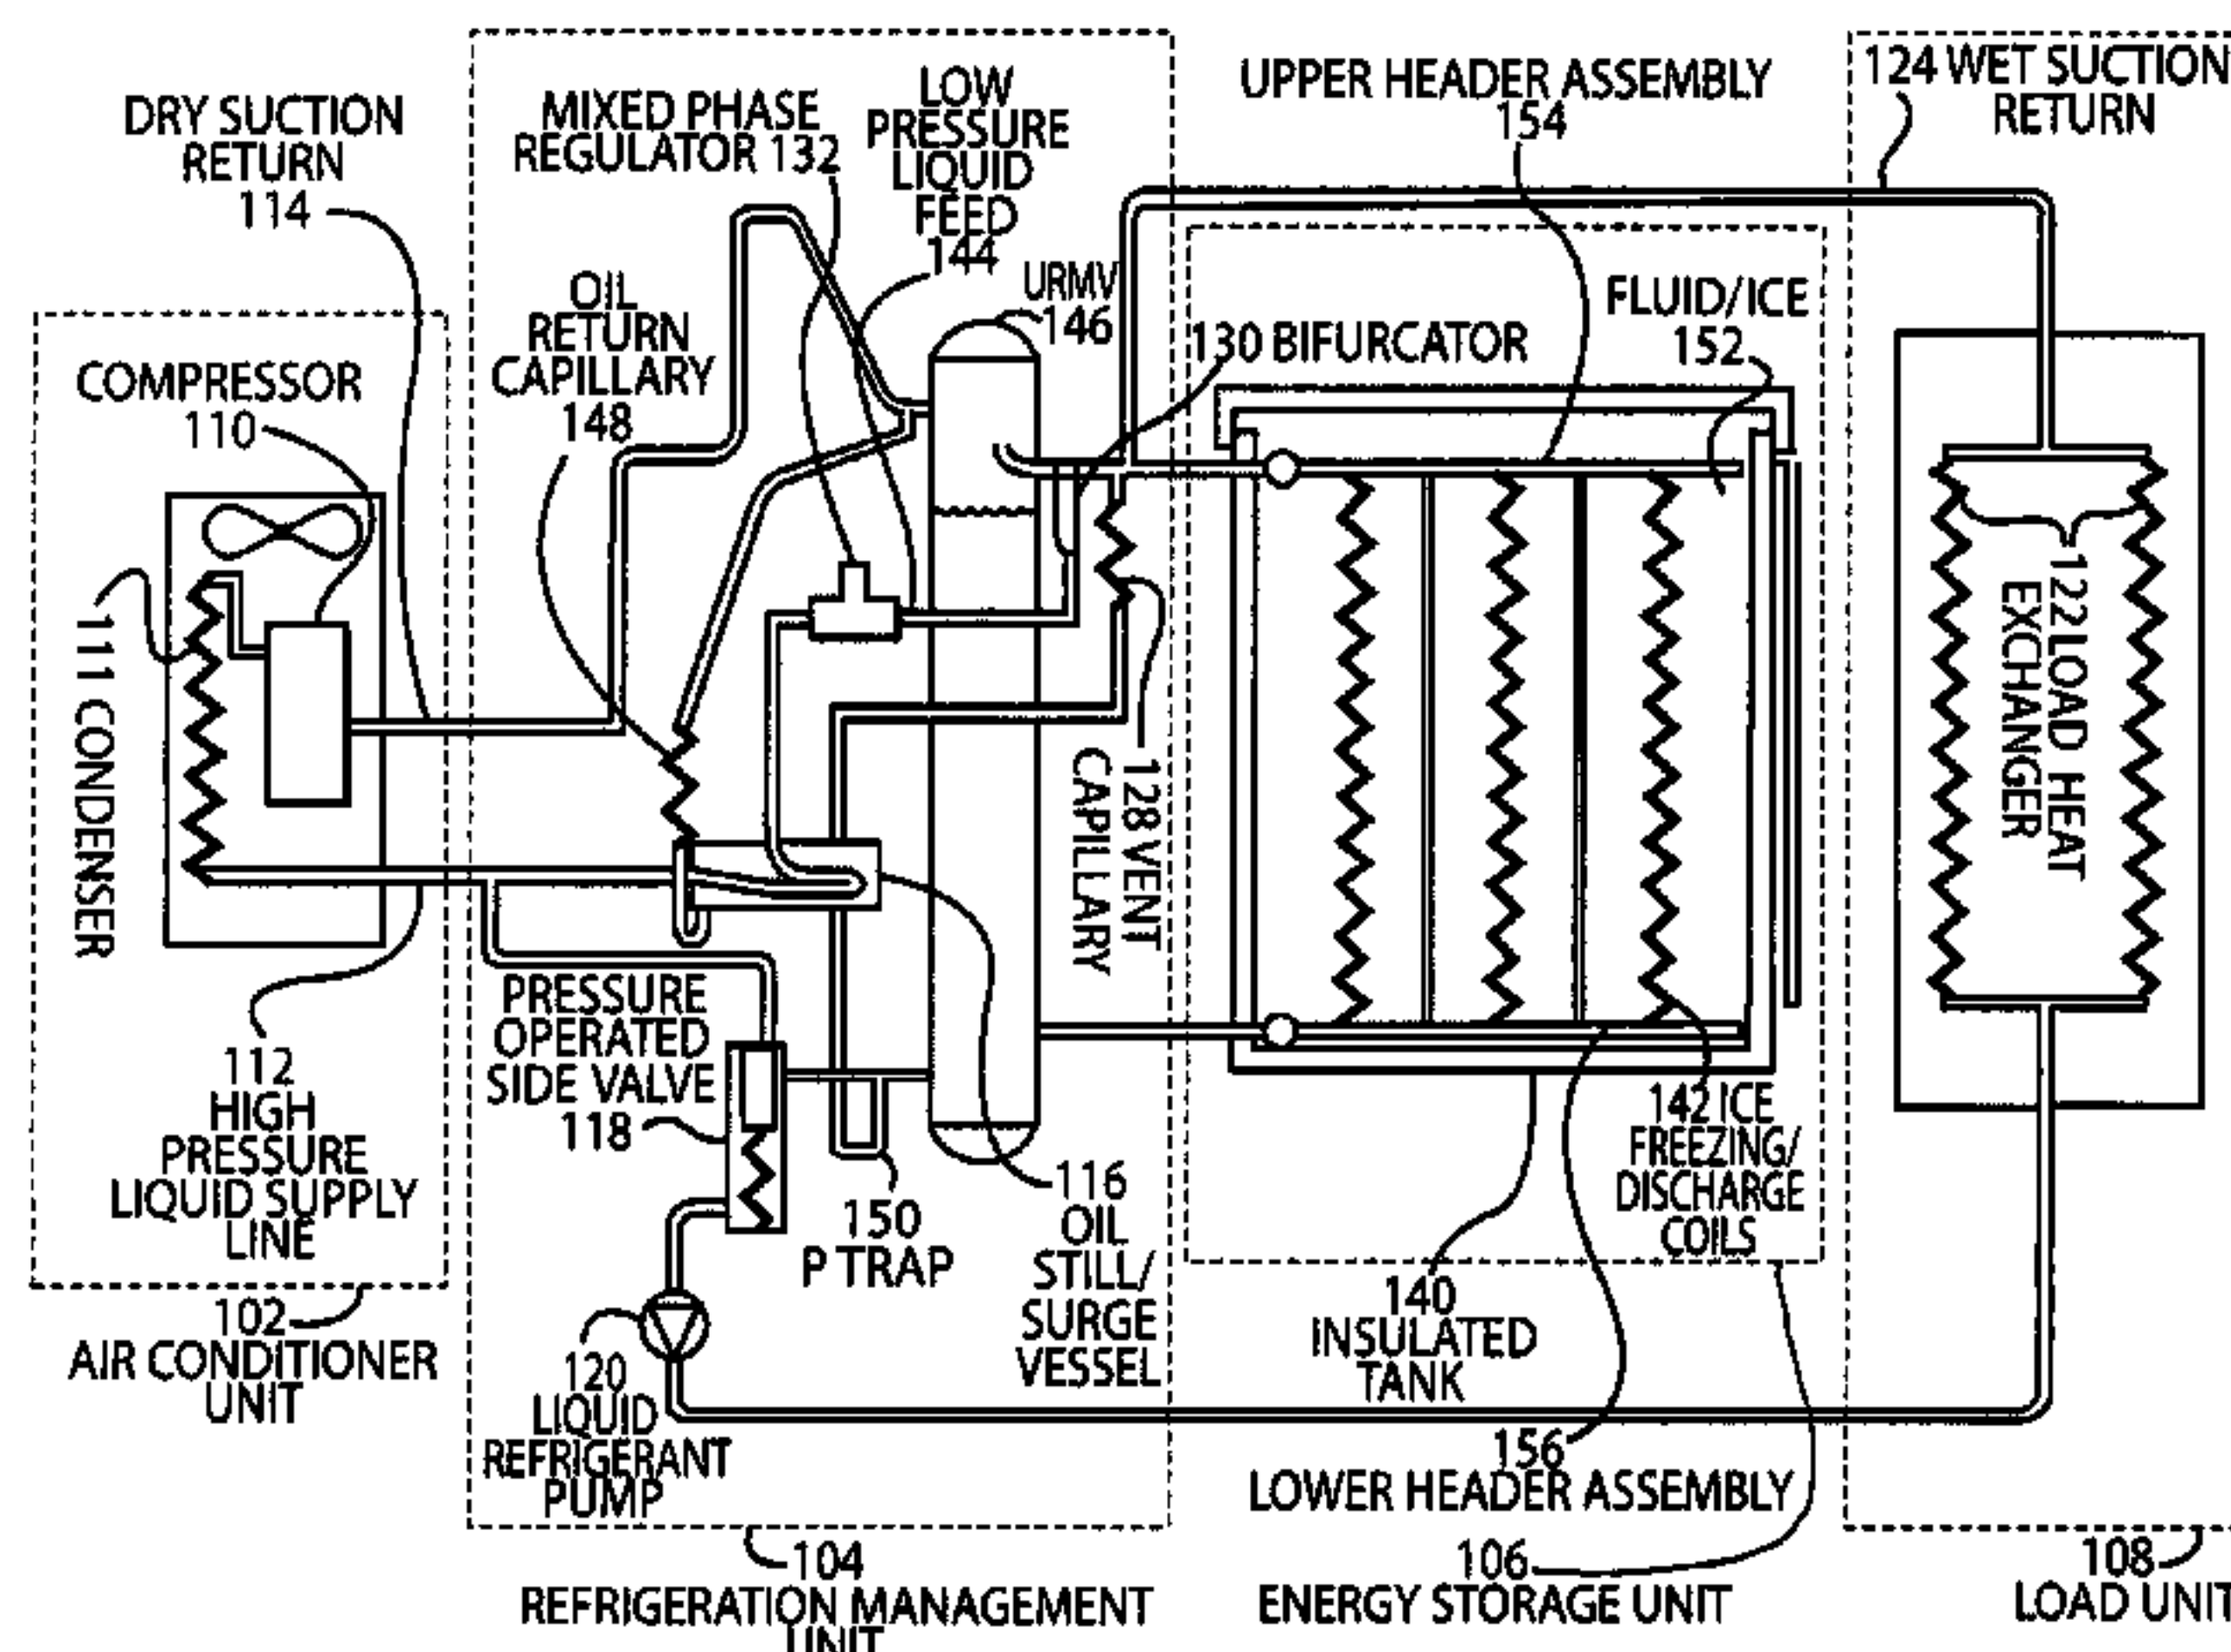 DRY SUCTION
RETURN
114
MIXED PHASE
REGULATOR 132
LOW
PRESSURE
LIQUID
FEED
144
UPPER HEADER ASSEMBLY
154
124 WET SUCTION
RETURN
OIL
RETURN
CAPILLARY
148
URMV
146
130 BIFURCATOR
FLUID/ICE
152
COMPRESSOR
110
111 CONDENSER
128 VENT
CAPILLARY
122 LOAD HEAT
EXCHANGER
112
HIGH
PRESSURE
LIQUID SUPPLY
LINE
PRESSURE
OPERATED
SIDE VALVE
118
150
P TRAP
116
OIL
STILL/
SURGE
VESSEL
142 ICE
FREEZING/
DISCHARGE
COILS
140
INSULATED
TANK
102
AIR CONDITIONER
UNIT
120
LIQUID
REFRIGERANT
PUMP
156
LOWER HEADER ASSEMBLY
104
REFRIGERATION MANAGEMENT
UNIT
106
ENERGY STORAGE UNIT
108
LOAD UNIT